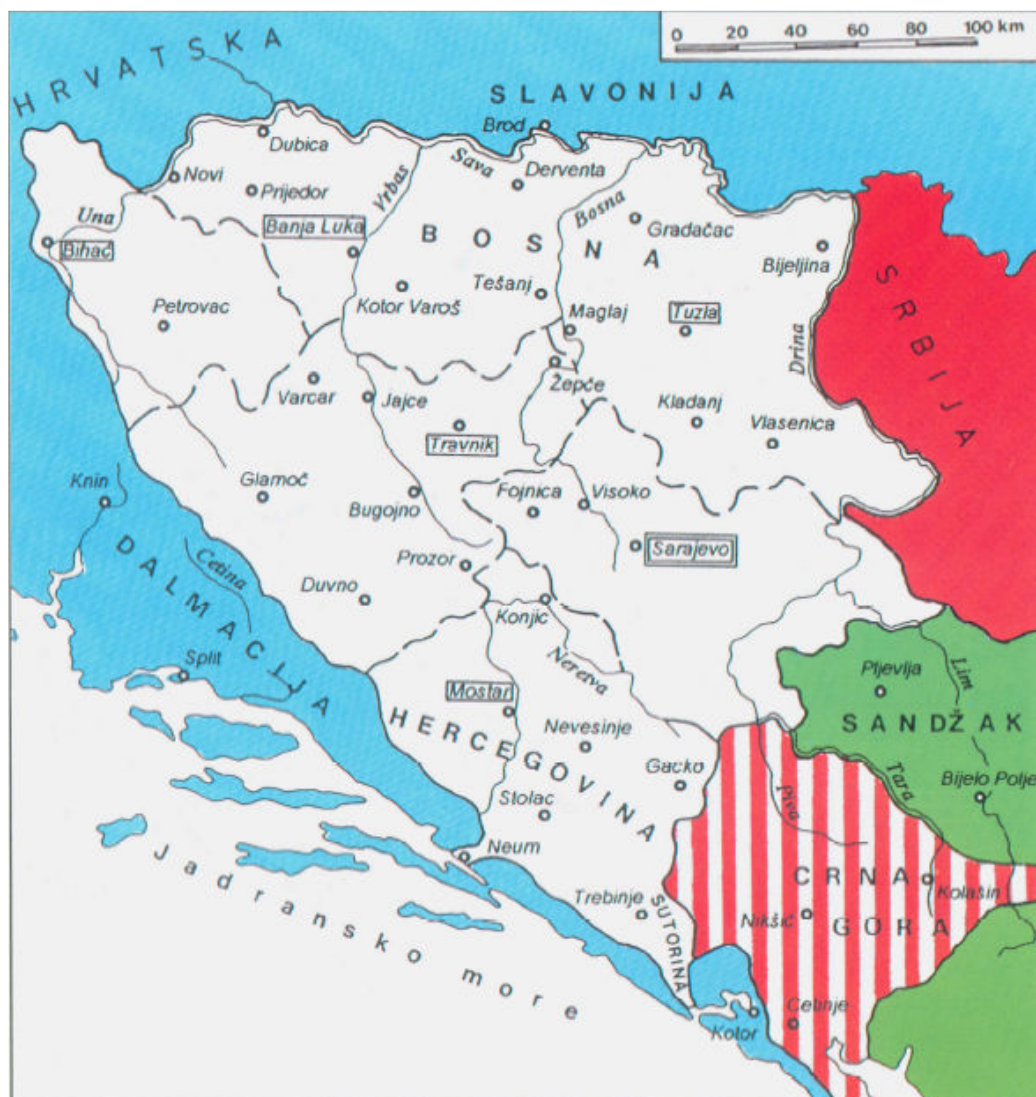 0 20 40 60 80 100 km
HRVATSKA
SLAVONIJA
Brod
Dubica
Sava
Derventa
Novi
Prijedor
Vrbas
Bosna
Una
Banja Luka
BOSNA
Gradačac
Bihać
Bijeljina
SRBIJA
Petrovac
Kotor Varoš
Tešanj
Maglaj
Tuzla
Drina
Žepče
Varcar
Jajce
Kladanj
Vlasenica
Travnik
Knin
Glamoč
Bugojno
Fojnica
Visoko
Sarajevo
DALMACIJA
Cetina
Prozor
Duvno
Konjic
Neretva
Split
Mostar
Pljevlja
Lim
HERCEGOVINA
Nevesinje
SANDŽAK
Gacko
Tara
Bijelo Polje
Piva
Stolac
Neum
Jadransko more
CRNA GORA
Kolašin
Trebinje
SUTORINA
Nikšić
Kotor
Cetinje